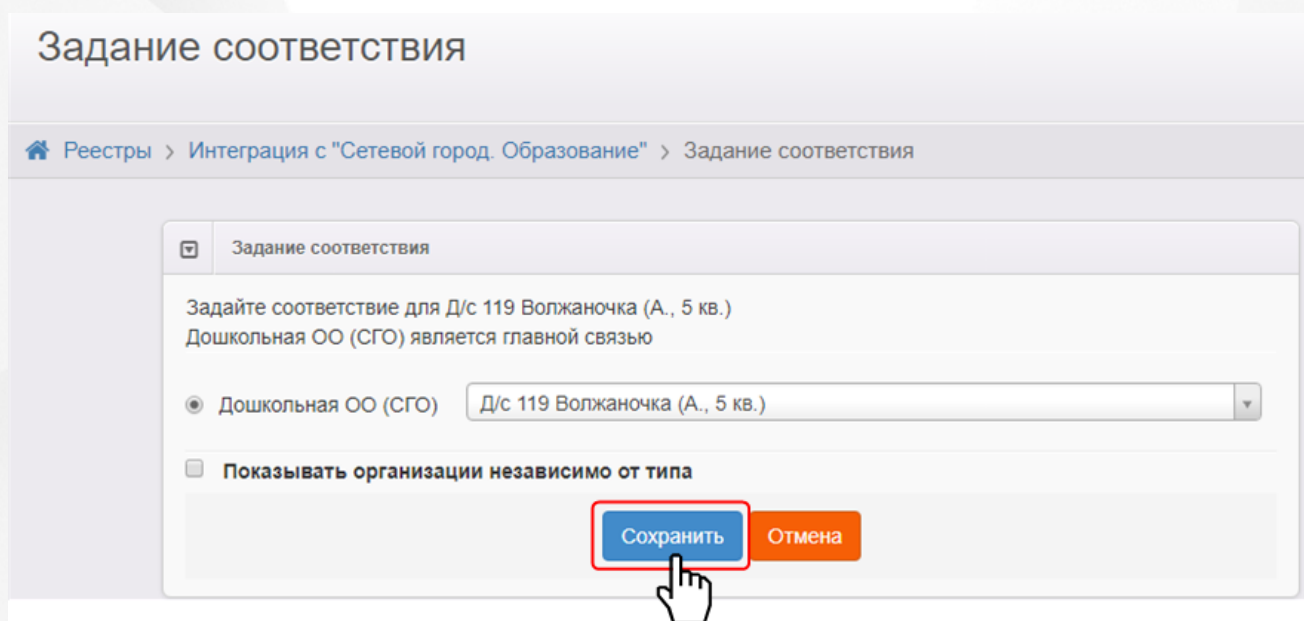 Задание соответствия
Реестры > Интеграция с "Сетевой город. Образование" > Задание соответствия
Задание соответствия
Задайте соответствие для Д/с 119 Волжаночка (А., 5 кв.)
Дошкольная ОО (СГО) является главной связью
Дошкольная ОО (СГО) Д/с 119 Волжаночка (А., 5 кв.)
Показывать организации независимо от типа
Сохранить Отмена